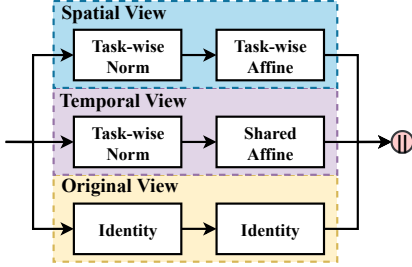 Spatial View
Task-wise
Norm
Task-wise
Affine
Temporal View
Task-wise
Norm
Shared
Affine
Original View
Identity
Identity